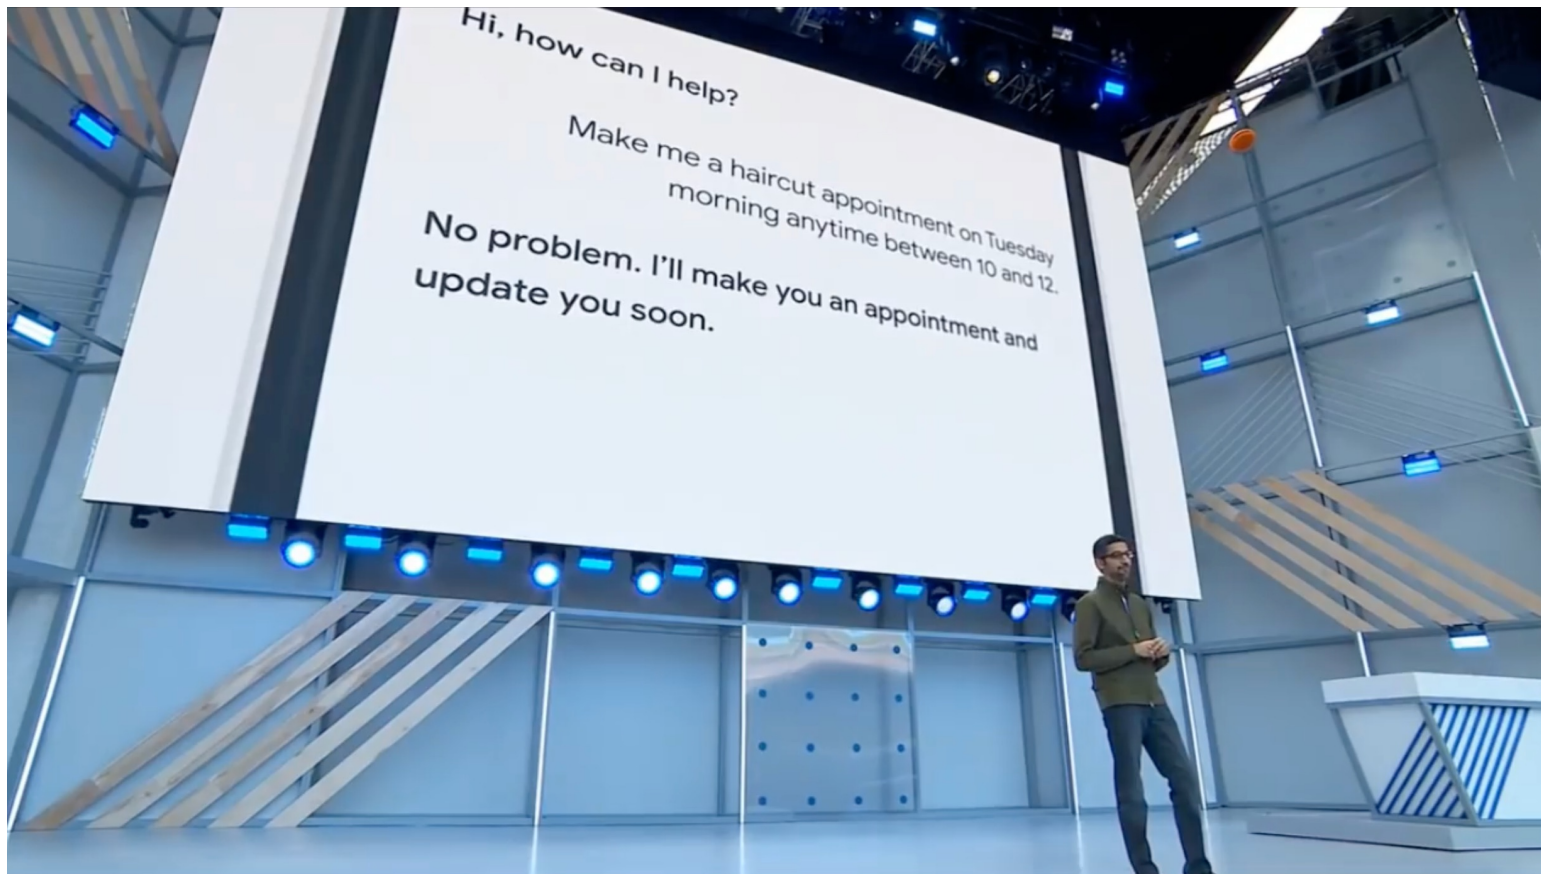 Hi, how can I help?
Make me a haircut appointment on Tuesday
morning anytime between 10 and 12.
No problem. I'll make you an appointment and
update you soon.